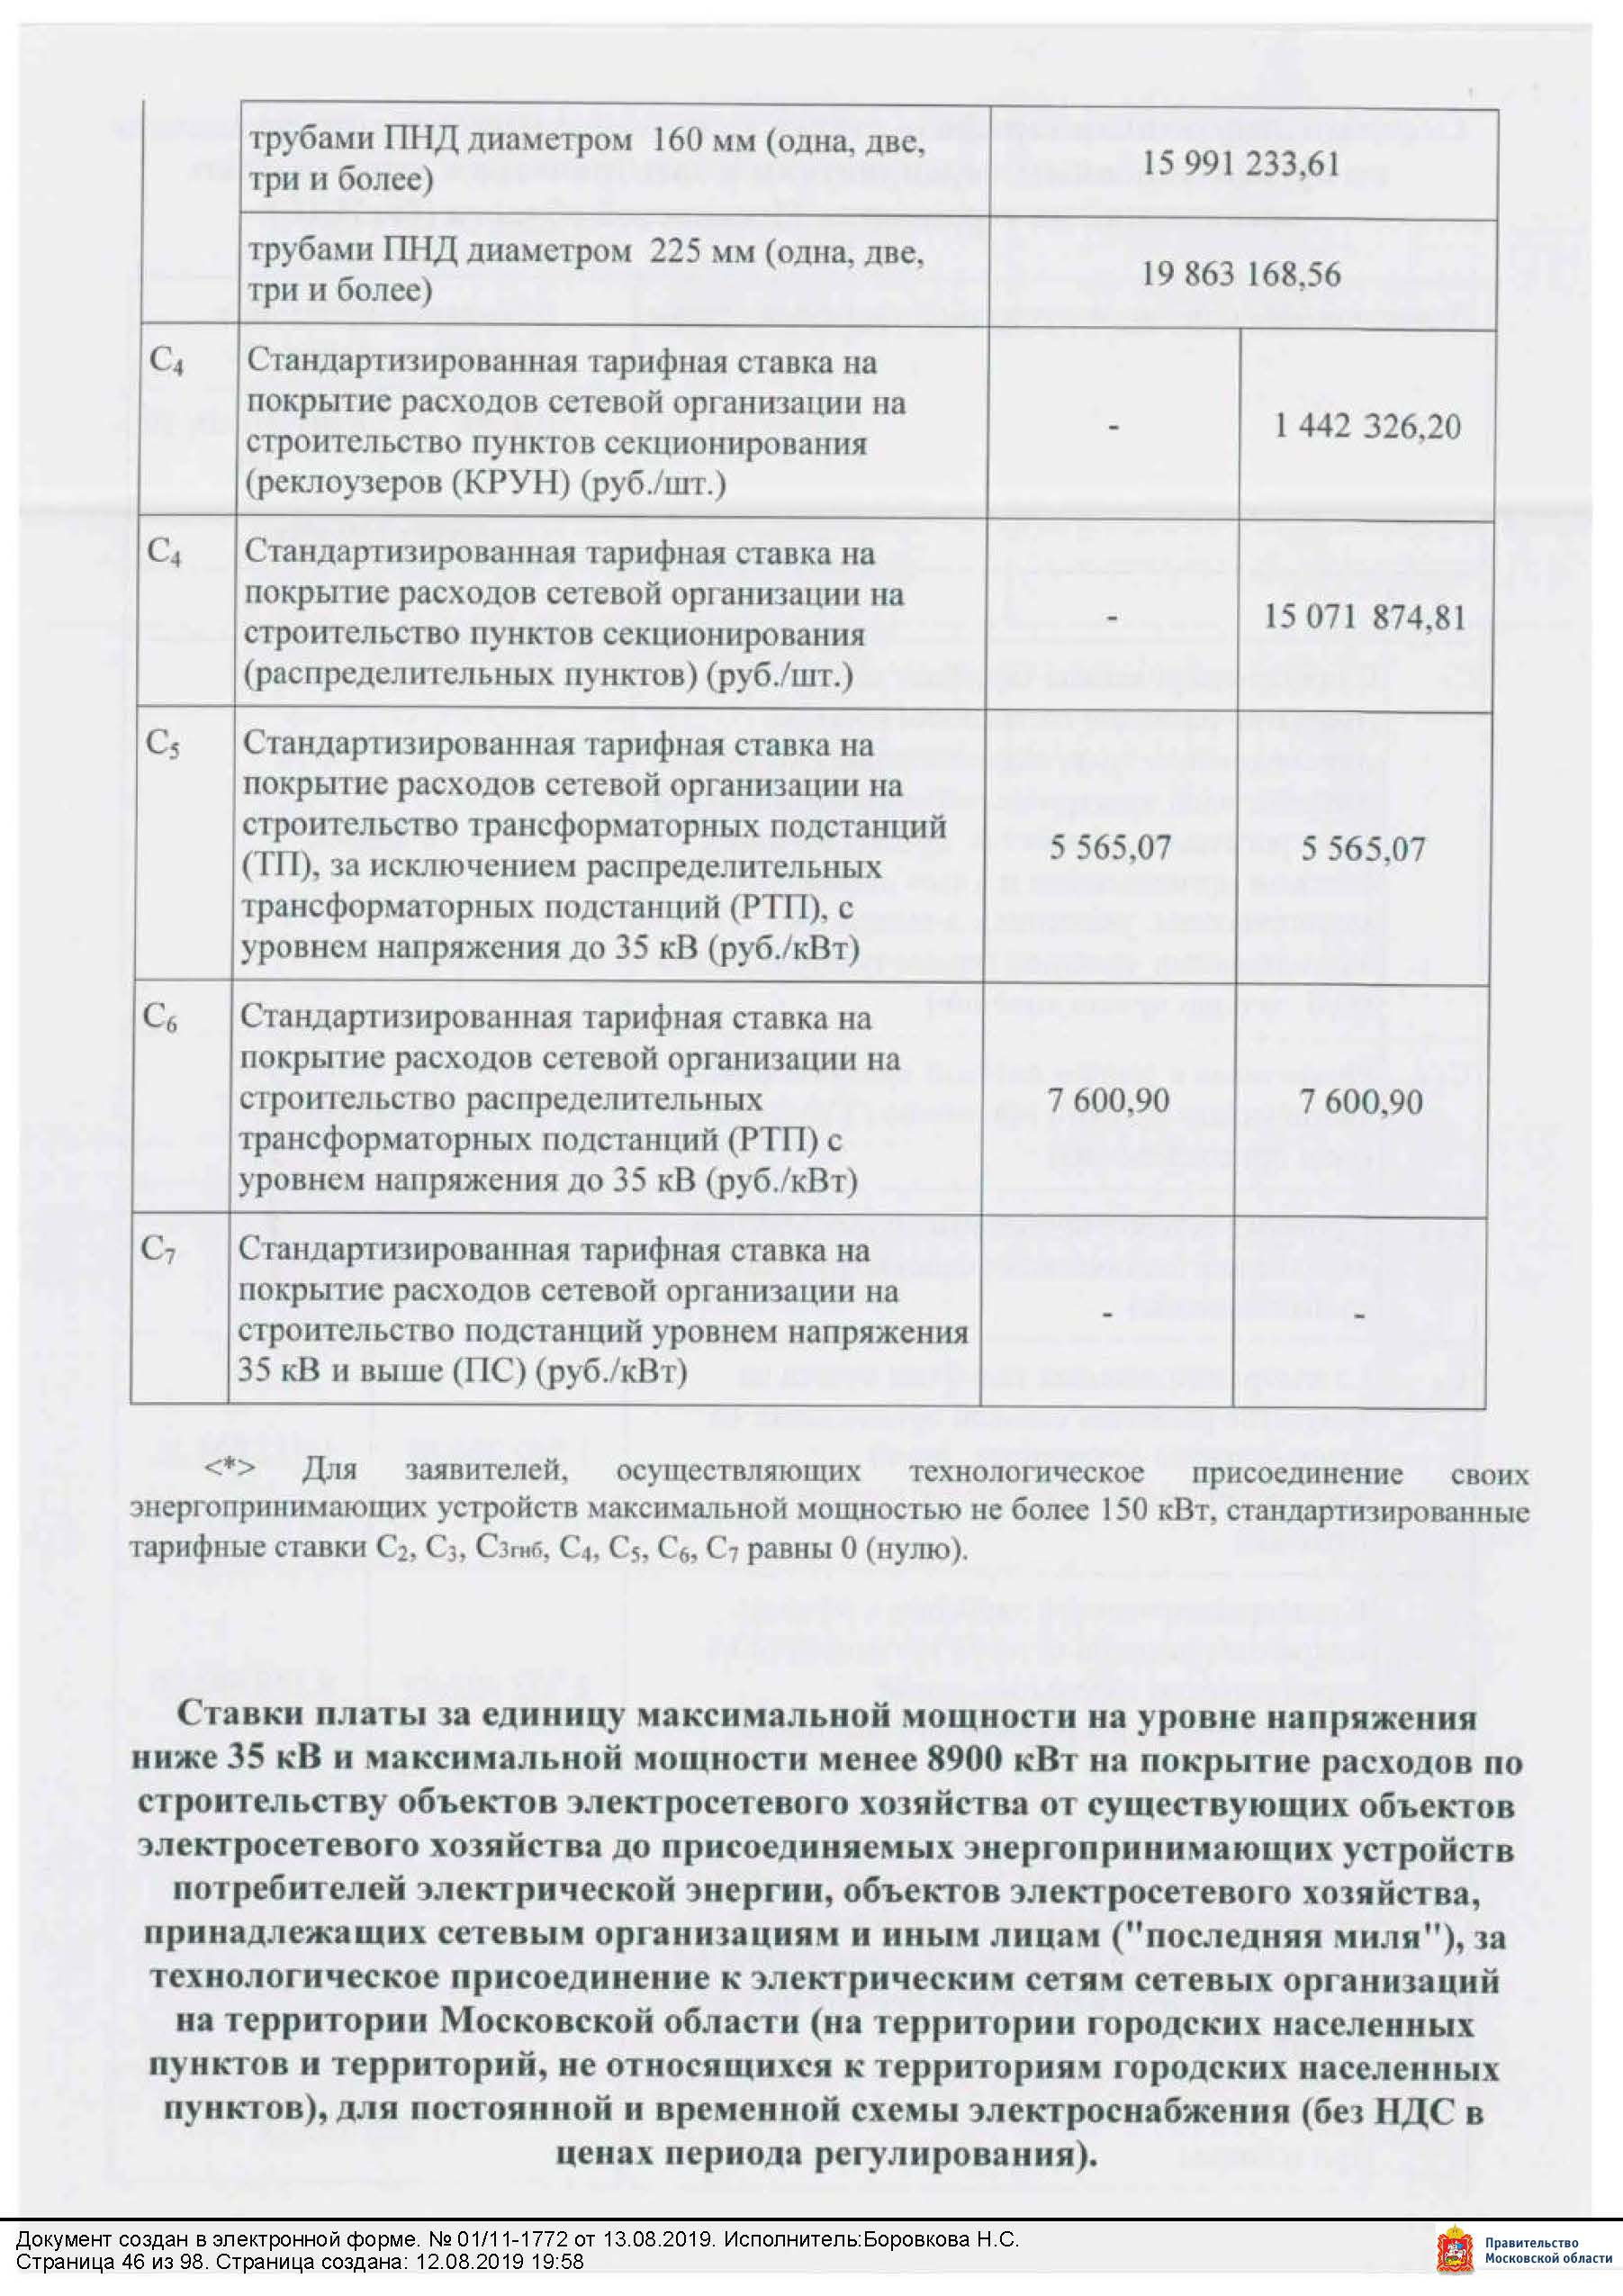 трубами ПНД диаметром 160 мм (одна, две,
три и более)
15 991 233,61
трубами ПНД диаметром 225 мм (одна, две,
три и более)
19 863 168,56
С4
Стандартизированная тарифная ставка на
покрытие расходов сетевой организации на
строительство пунктов секционирования
(реклоузеров (КРУН) (руб./шт.)
-
1 442 326,20
С4
Стандартизированная тарифная ставка на
покрытие расходов сетевой организации на
строительство пунктов секционирования
(распределительных пунктов) (руб./шт.)
-
15 071 874,81
С5
Стандартизированная тарифная ставка на
покрытие расходов сетевой организации на
строительство трансформаторных подстанций
(ТП), за исключением распределительных
трансформаторных подстанций (РТП), с
уровнем напряжения до 35 кВ (руб./кВт)
5 565,07
5 565,07
С6
Стандартизированная тарифная ставка на
покрытие расходов сетевой организации на
строительство распределительных
трансформаторных подстанций (РТП) с
уровнем напряжения до 35 кВ (руб./кВт)
7 600,90
7 600,90
С7
Стандартизированная тарифная ставка на
покрытие расходов сетевой организации на
строительство подстанций уровнем напряжения
35 кВ и выше (ПС) (руб./кВт)
-
-
<*> Для заявителей, осуществляющих технологическое присоединение своих
энергопринимающих устройств максимальной мощностью не более 150 кВт, стандартизированные
тарифные ставки С2, С3, С3гнб, С4, С5, С6, С7 равны 0 (нулю).
Ставки платы за единицу максимальной мощности на уровне напряжения
ниже 35 кВ и максимальной мощности менее 8900 кВт на покрытие расходов по
строительству объектов электросетевого хозяйства от существующих объектов
электросетевого хозяйства до присоединяемых энергопринимающих устройств
потребителей электрической энергии, объектов электросетевого хозяйства,
принадлежащих сетевым организациям и иным лицам ("последняя миля"), за
технологическое присоединение к электрическим сетям сетевых организаций
на территории Московской области (на территории городских населенных
пунктов и территорий, не относящихся к территориям городских населенных
пунктов), для постоянной и временной схемы электроснабжения (без НДС в
ценах периода регулирования).
Документ создан в электронной форме. № 01/11-1772 от 13.08.2019. Исполнитель:Боровкова Н.С.
Страница 46 из 98. Страница создана: 12.08.2019 19:58
Правительство
Московской области